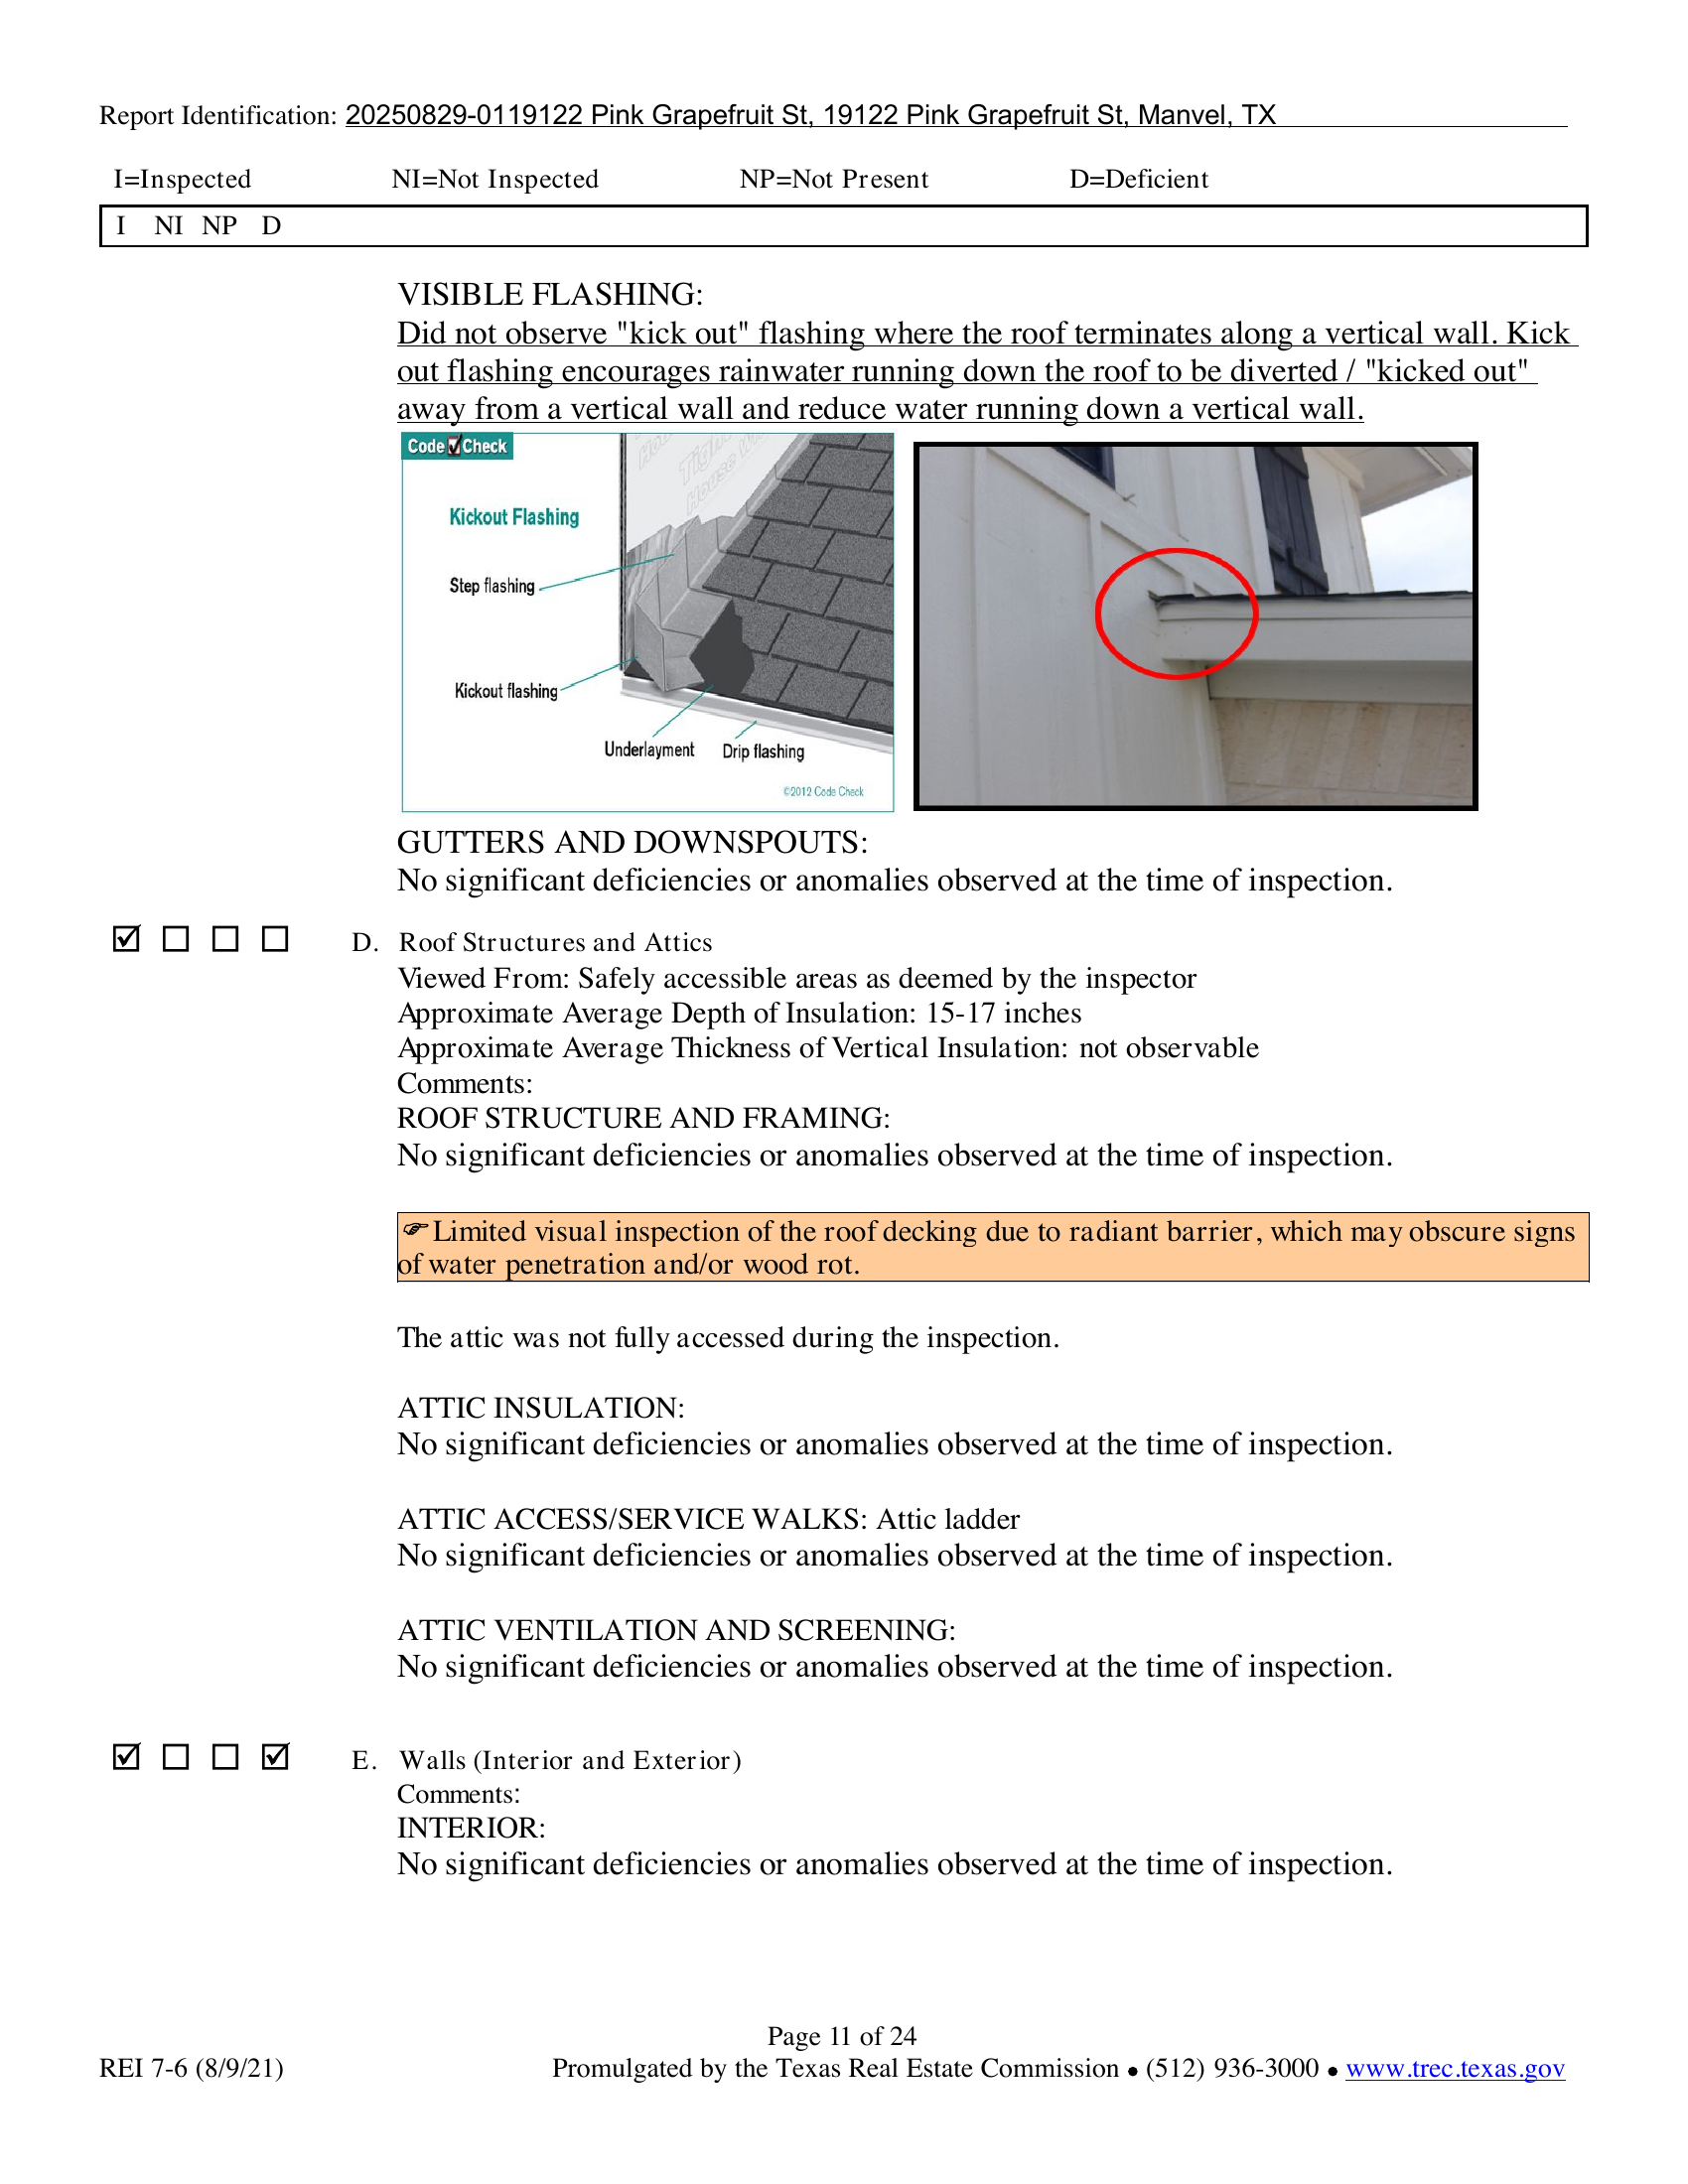 Report Identification: 20250829-0119122 Pink Grapefruit St, 19122 Pink Grapefruit St, Manvel, TX
I=Inspected NI=Not Inspected NP=Not Present D=Deficient
I NI NP D
VISIBLE FLASHING:
Did not observe "kick out" flashing where the roof terminates along a vertical wall. Kick
out flashing encourages rainwater running down the roof to be diverted / "kicked out"
away from a vertical wall and reduce water running down a vertical wall.
Code Check
Tight
House
Kickout Flashing
Step flashing
Kickout flashing
Underlayment
Drip flashing
©2012 Code Check
GUTTERS AND DOWNSPOUTS:
No significant deficiencies or anomalies observed at the time of inspection.
D. Roof Structures and Attics
Viewed From: Safely accessible areas as deemed by the inspector
Approximate Average Depth of Insulation: 15-17 inches
Approximate Average Thickness of Vertical Insulation: not observable
Comments:
ROOF STRUCTURE AND FRAMING:
No significant deficiencies or anomalies observed at the time of inspection.
☞Limited visual inspection of the roof decking due to radiant barrier, which may obscure signs
of water penetration and/or wood rot.
The attic was not fully accessed during the inspection.
ATTIC INSULATION:
No significant deficiencies or anomalies observed at the time of inspection.
ATTIC ACCESS/SERVICE WALKS: Attic ladder
No significant deficiencies or anomalies observed at the time of inspection.
ATTIC VENTILATION AND SCREENING:
No significant deficiencies or anomalies observed at the time of inspection.
E. Walls (Interior and Exterior)
Comments:
INTERIOR:
No significant deficiencies or anomalies observed at the time of inspection.
Page 11 of 24
REI 7-6 (8/9/21) Promulgated by the Texas Real Estate Commission • (512) 936-3000 • www.trec.texas.gov